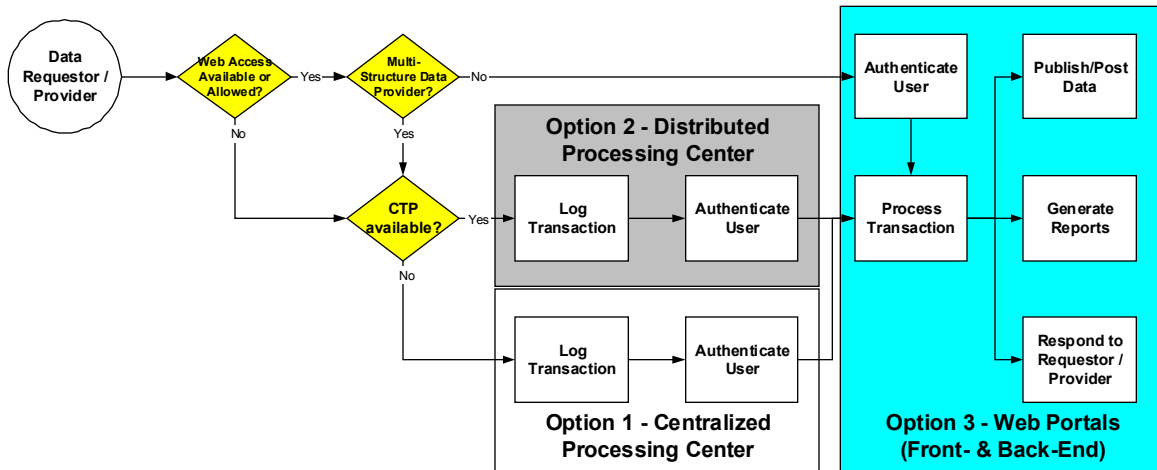 Data
Requestor /
Provider
Web Access
Available or
Allowed?
Yes
No
Multi-
Structure Data
Provider?
No
Yes
CTP
available?
Yes
No
Option 2 - Distributed
Processing Center
Log
Transaction
Authenticate
User
Log
Transaction
Authenticate
User
Option 1 - Centralized
Processing Center
Authenticate
User
Process
Transaction
Publish/Post
Data
Generate
Reports
Respond to
Requestor /
Provider
Option 3 - Web Portals
(Front- & Back-End)